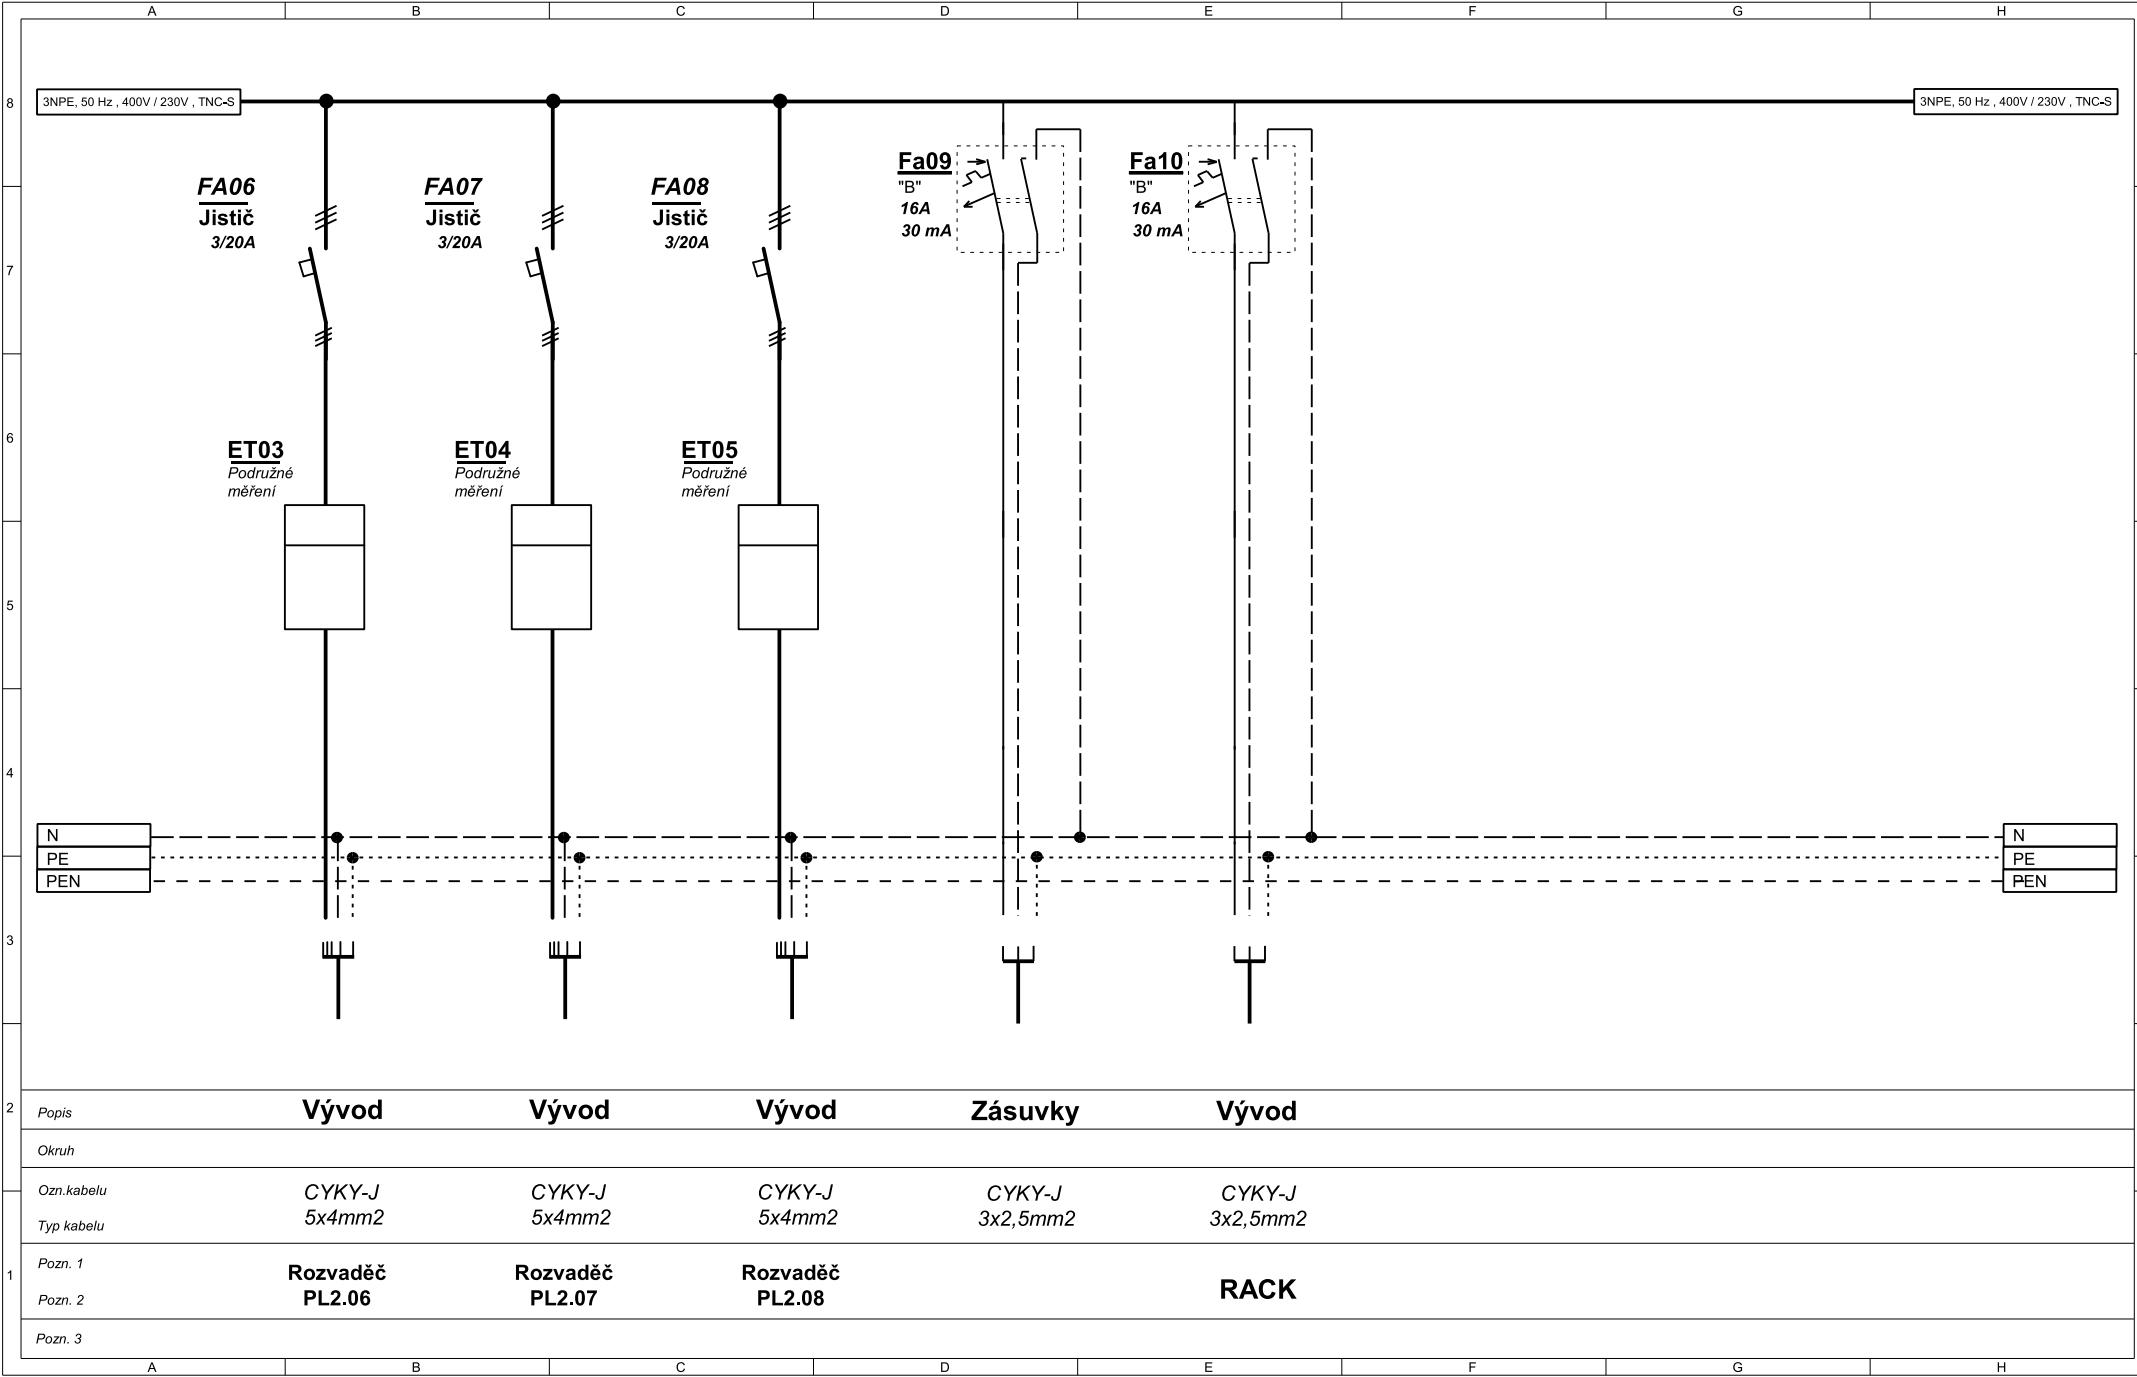 A B C D E F G H
8
3NPE, 50 Hz , 400V / 230V , TNC-S
3NPE, 50 Hz , 400V / 230V , TNC-S
FA06
Jistič
3/20A
FA07
Jistič
3/20A
FA08
Jistič
3/20A
Fa09
"B"
16A
30 mA
Fa10
"B"
16A
30 mA
7
6
ET03
Podružné
měření
ET04
Podružné
měření
ET05
Podružné
měření
5
4
N
PE
PEN
N
PE
PEN
3
2
Popis Vývod Vývod Vývod Zásuvky Vývod
Okruh
Ozn.kabelu CYKY-J CYKY-J CYKY-J CYKY-J CYKY-J
Typ kabelu 5x4mm2 5x4mm2 5x4mm2 3x2,5mm2 3x2,5mm2
1
Pozn. 1 Rozvaděč Rozvaděč Rozvaděč RACK
Pozn. 2 PL2.06 PL2.07 PL2.08
Pozn. 3
A B C D E F G H